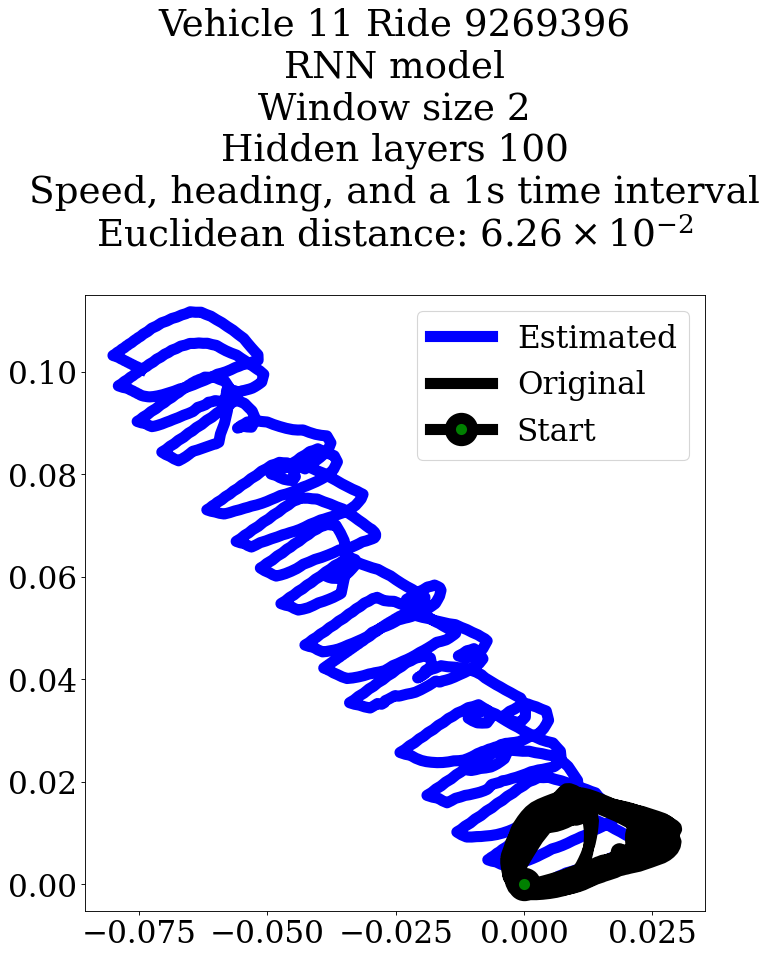 Vehicle 11 Ride 9269396
RNN model
Window size 2
Hidden layers 100
Speed, heading, and a 1s time interval
Euclidean distance: 6.26 × 10⁻²
Estimated
Original
Start
0.10
0.08
0.06
0.04
0.02
0.00
−0.075 −0.050 −0.025 0.000 0.025